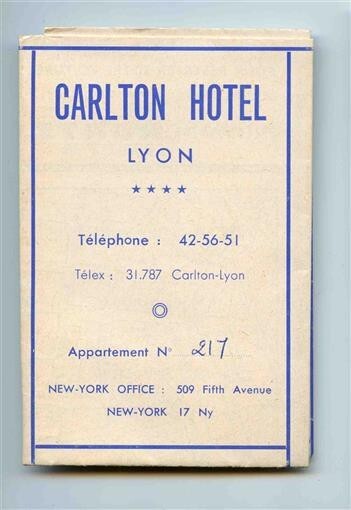 CARLTON HOTEL
LYON
★★★★
Téléphone : 42-56-51
Télex : 31.787 Carlton-Lyon
Appartement N° 217
NEW-YORK OFFICE : 509 Fifth Avenue
NEW-YORK 17 Ny